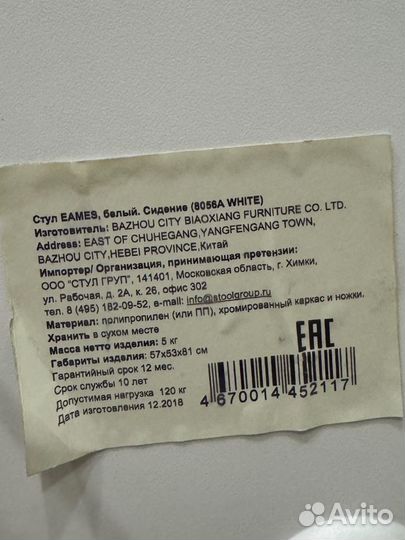 Стул EAMES, белый. Сидение (8056A WHITE)
Изготовитель: BAZHOU CITY BIAOXIANG FURNITURE CO. LTD.
Address: EAST OF CHUHEGANG,YANGFENGANG TOWN,
BAZHOU CITY,HEBEI PROVINCE,Китай
Импортер/ Организация, принимающая претензии:
ООО "СТУЛ ГРУП", 141401, Московская область, г. Химки,
ул. Рабочая, д. 2А, к. 26, офис 302
тел. 8 (495) 182-09-52, e-mail: info@stoolgroup.ru
Материал: полипропилен (или ПП), хромированный каркас и ножки.
Хранить в сухом месте
Масса нетто изделия: 5 кг
Габариты изделия: 57х53х81 см
Гарантийный срок 12 мес.
Срок службы 10 лет
Допустимая нагрузка 120 кг
Дата изготовления 12.2018
EAC
4 670014 452117
Avito